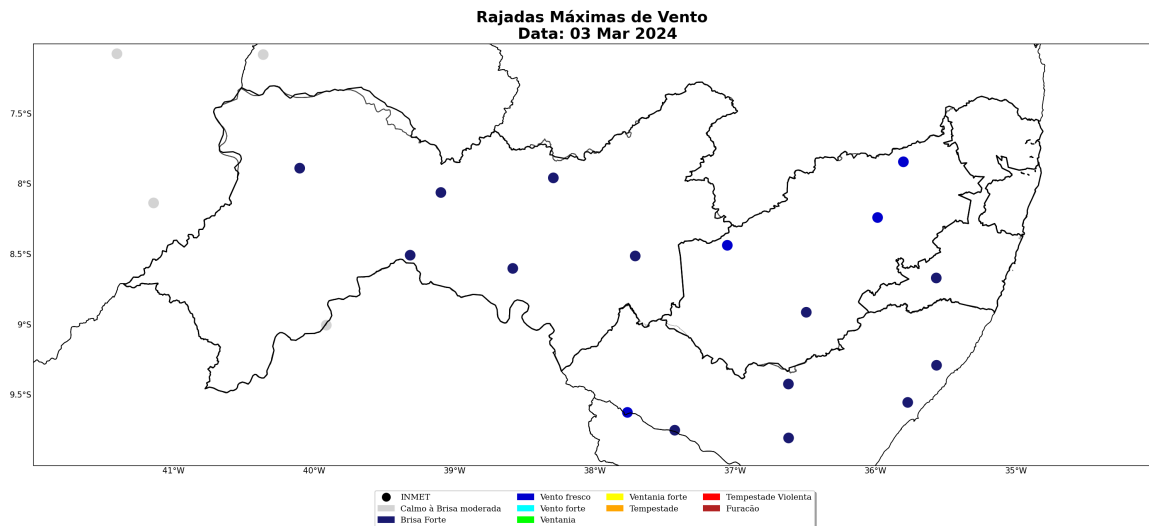 Rajadas Máximas de Vento
Data: 03 Mar 2024
7.5°S
8°S
8.5°S
9°S
9.5°S
41°W
40°W
39°W
38°W
37°W
36°W
35°W
INMET
Calmo à Brisa moderada
Brisa Forte
Vento fresco
Vento forte
Ventania
Ventania forte
Tempestade
Tempestade Violenta
Furacão